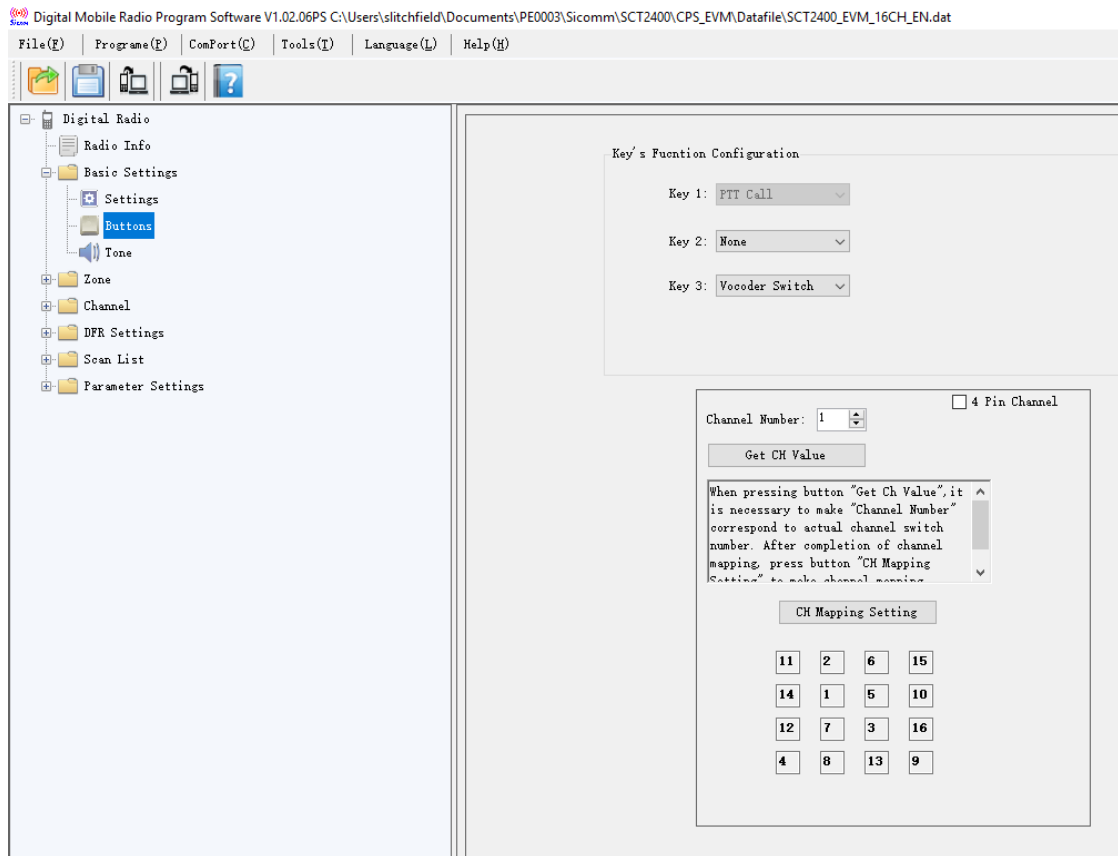 Digital Mobile Radio Program Software V1.02.06PS C:\Users\slitchfield\Documents\PE0003\Sicomm\SCT2400\CPS_EVM\Datafile\SCT2400_EVM_16CH_EN.dat
File(F) Programe(P) ComPort(C) Tools(T) Language(L) Help(H)
Digital Radio
Radio Info
Basic Settings
Settings
Buttons
Tone
Zone
Channel
DFR Settings
Scan List
Parameter Settings
Key's Fucntion Configuration
Key 1: PTT Call
Key 2: None
Key 3: Vocoder Switch
4 Pin Channel
Channel Number: 1
Get CH Value
When pressing button "Get Ch Value",it
is necessary to make "Channel Number"
correspond to actual channel switch
number. After completion of channel
mapping, press button "CH Mapping
Setting" to make channel mapping
CH Mapping Setting
11 2 6 15
14 1 5 10
12 7 3 16
4 8 13 9